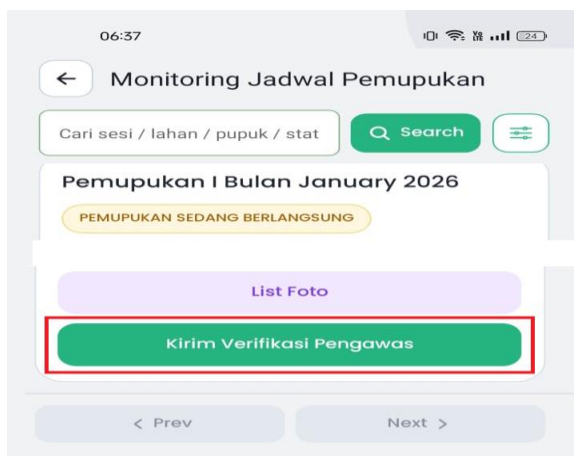 06:37
24
← Monitoring Jadwal Pemupukan
Cari sesi / lahan / pupuk / stat
Search
Pemupukan I Bulan January 2026
PEMUPUKAN SEDANG BERLANGSUNG
List Foto
Kirim Verifikasi Pengawas
< Prev
Next >